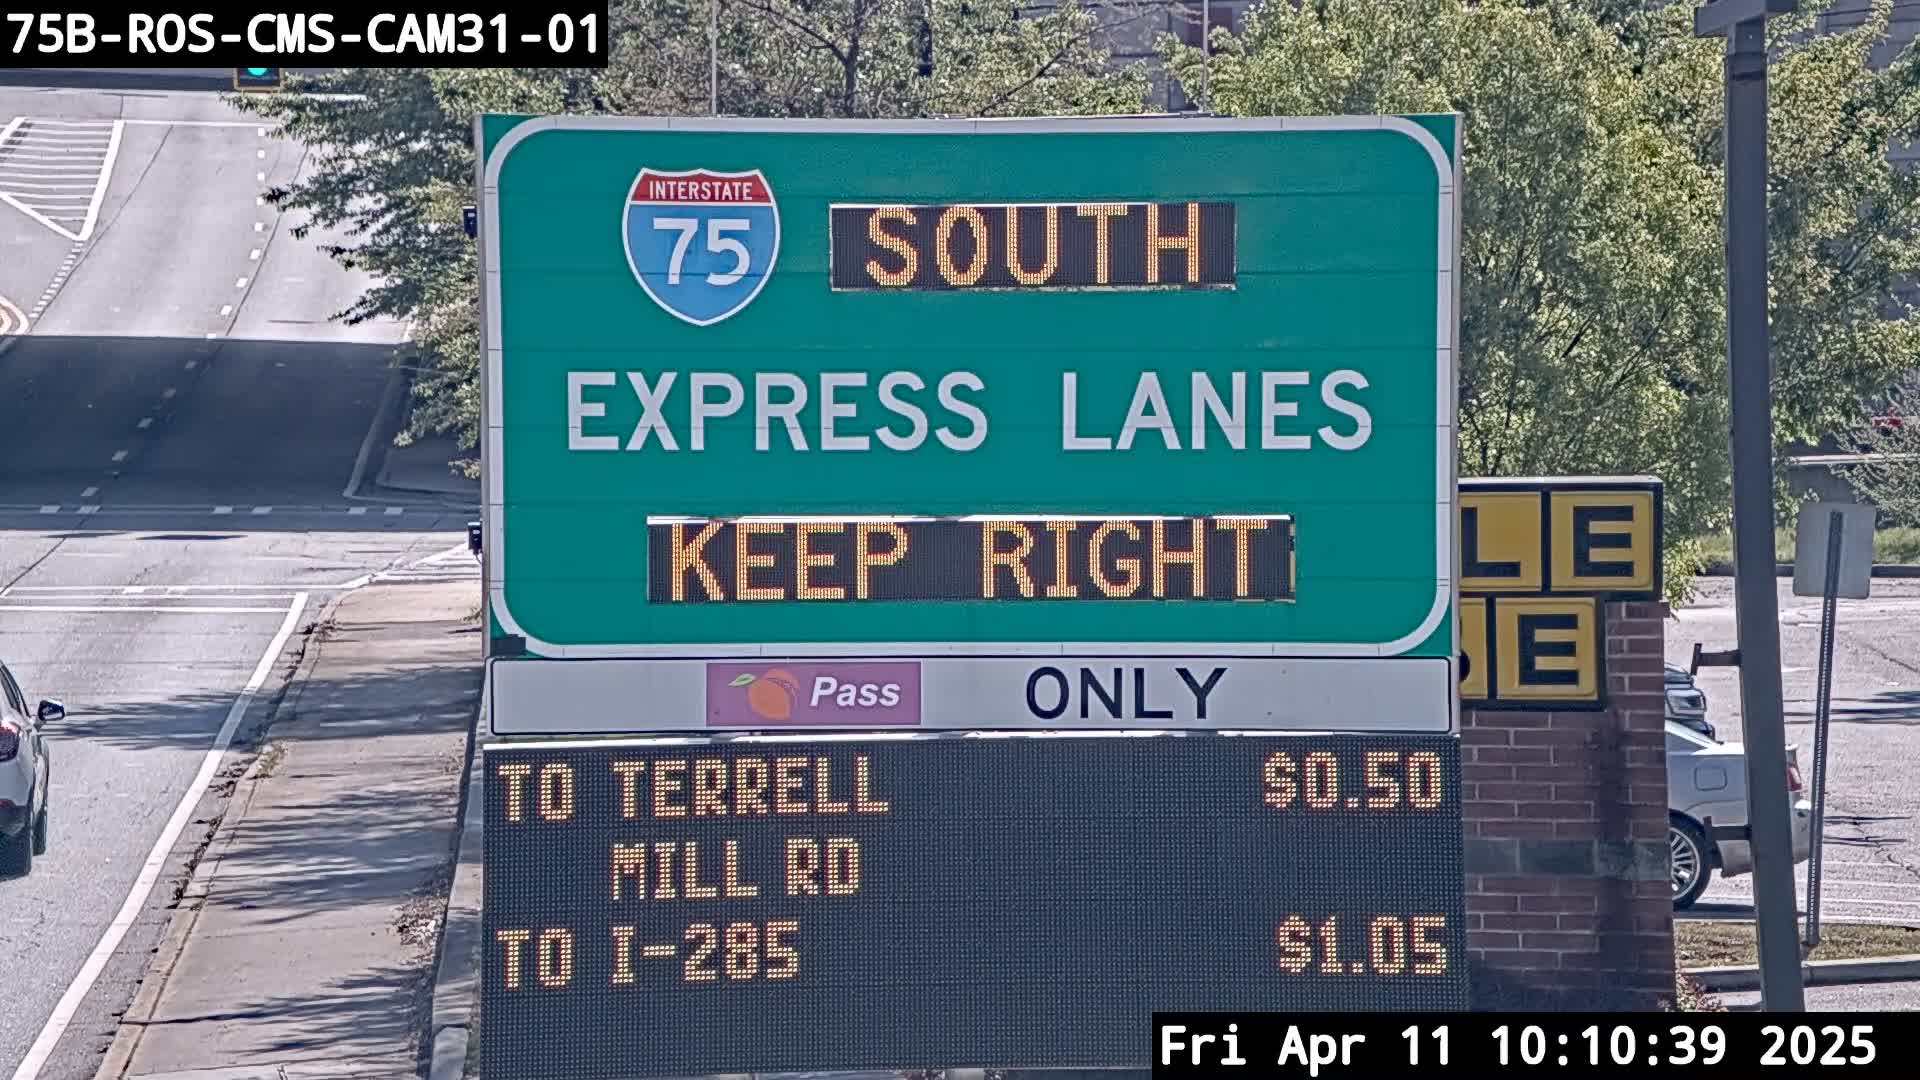 75B-ROS-CMS-CAM31-01
INTERSTATE
75
SOUTH
EXPRESS LANES
KEEP RIGHT
Pass ONLY
TO TERRELL $0.50
MILL RD
TO I-285 $1.05
LE
E
Fri Apr 11 10:10:39 2025